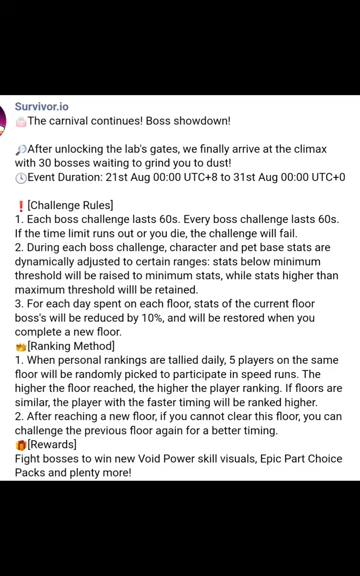 Survivor.io
🎂The carnival continues! Boss showdown!
🔎After unlocking the lab's gates, we finally arrive at the climax
with 30 bosses waiting to grind you to dust!
🕓Event Duration: 21st Aug 00:00 UTC+8 to 31st Aug 00:00 UTC+0
❗[Challenge Rules]
1. Each boss challenge lasts 60s. Every boss challenge lasts 60s.
If the time limit runs out or you die, the challenge will fail.
2. During each boss challenge, character and pet base stats are
dynamically adjusted to certain ranges: stats below minimum
threshold will be raised to minimum stats, while stats higher than
maximum threshold willl be retained.
3. For each day spent on each floor, stats of the current floor
boss's will be reduced by 10%, and will be restored when you
complete a new floor.
👑[Ranking Method]
1. When personal rankings are tallied daily, 5 players on the same
floor will be randomly picked to participate in speed runs. The
higher the floor reached, the higher the player ranking. If floors are
similar, the player with the faster timing will be ranked higher.
2. After reaching a new floor, if you cannot clear this floor, you can
challenge the previous floor again for a better timing.
🎁[Rewards]
Fight bosses to win new Void Power skill visuals, Epic Part Choice
Packs and plenty more!